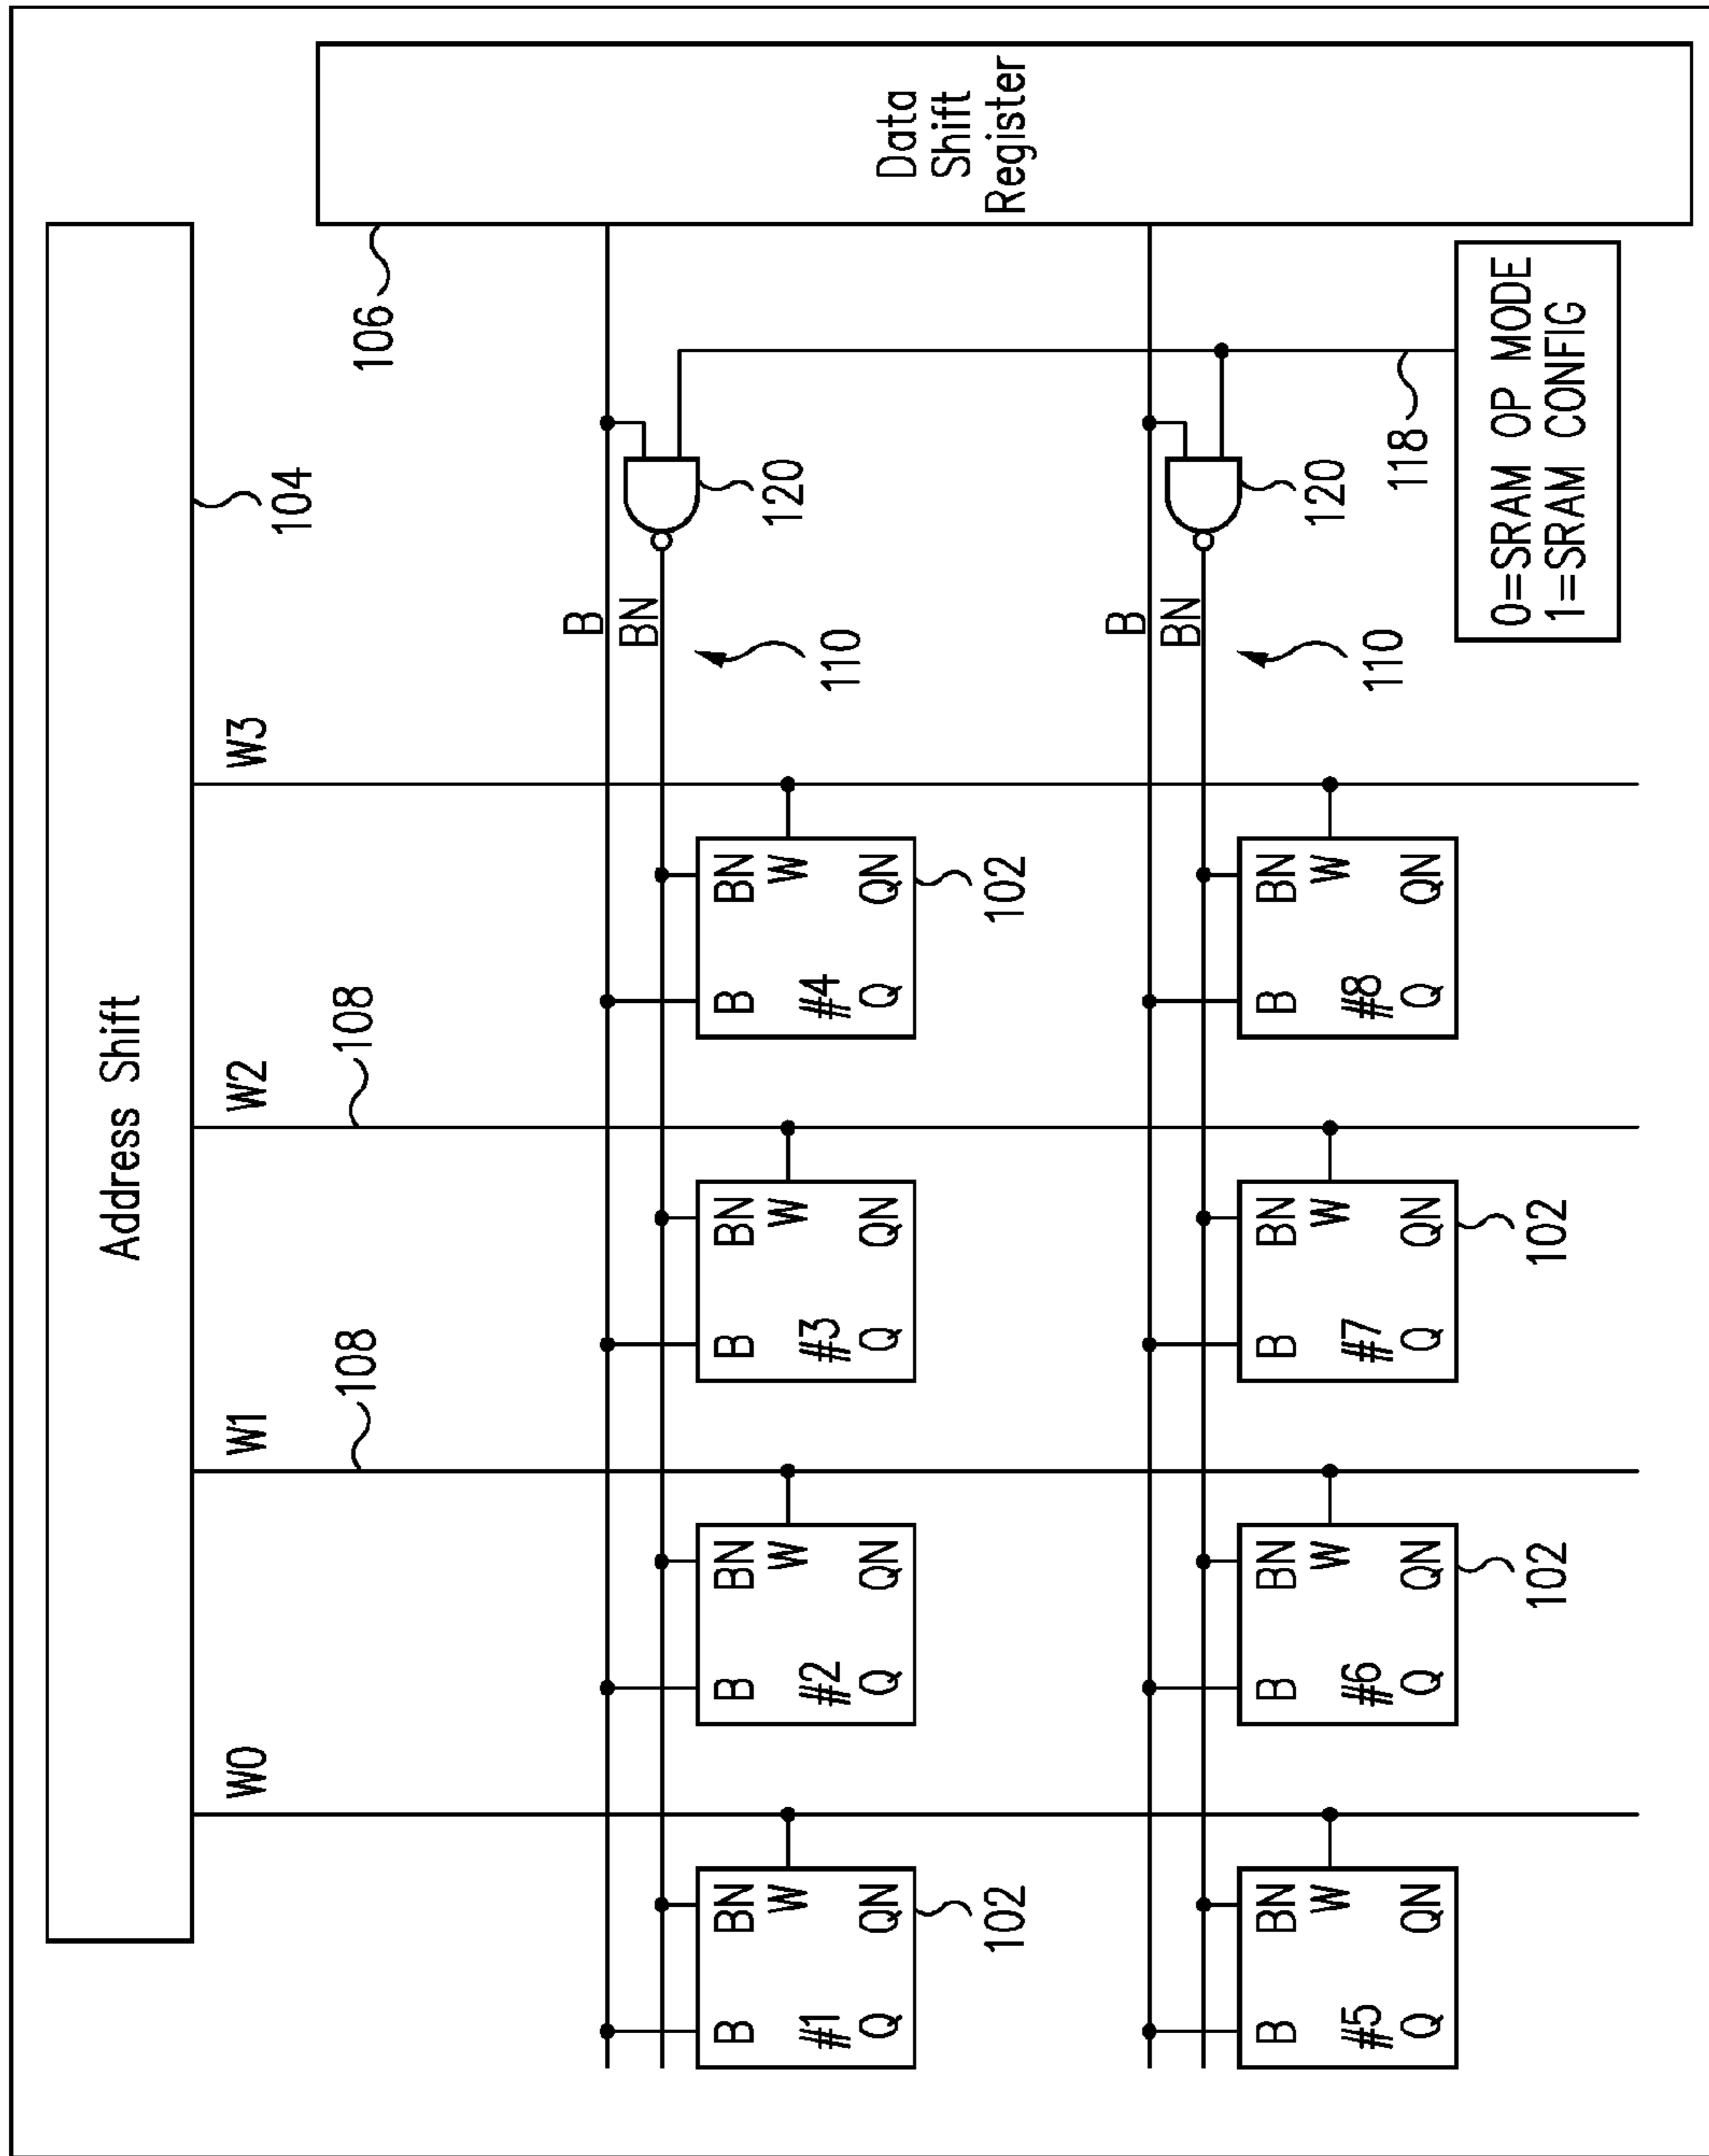 Address Shift
W0 W1 W2 W3
104
108 108 106
B
BN
B BN B BN B BN B BN
W W W W 120
#1 #2 #3 #4 110
Q QN Q QN Q QN Q QN
Data
Shift
Register
102 102
B
BN
B BN B BN B BN B BN
W W W W 120
#5 #6 #7 #8 110
Q QN Q QN Q QN Q QN 118
102 102
0=SRAM OP MODE
1=SRAM CONFIG